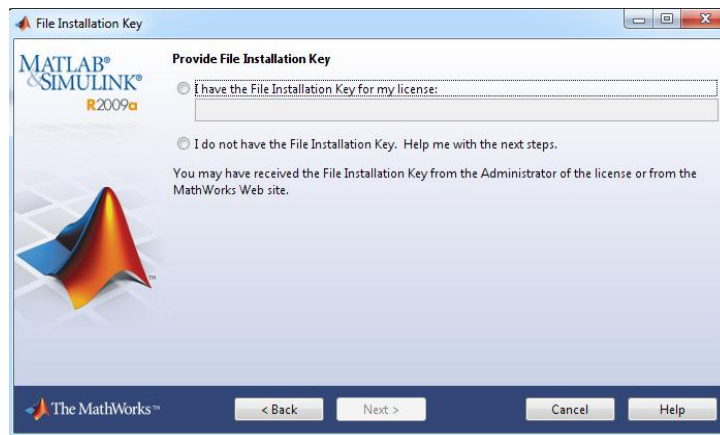 File Installation Key
MATLAB®
&SIMULINK®
R2009a
Provide File Installation Key
I have the File Installation Key for my license:
I do not have the File Installation Key. Help me with the next steps.
You may have received the File Installation Key from the Administrator of the license or from the
MathWorks Web site.
™
The MathWorks™
< Back
Next >
Cancel
Help